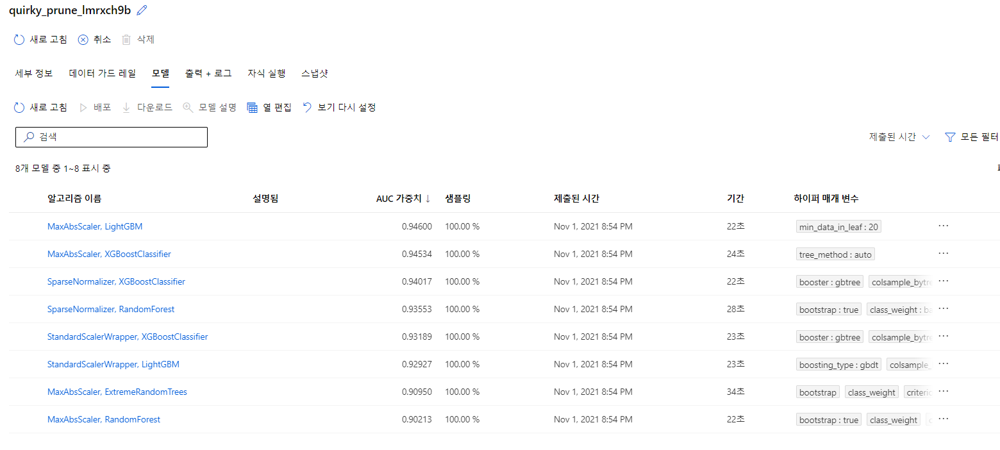 quirky_prune_lmrxch9b
새로 고침 취소 삭제
세부 정보 데이터 가드 레일 모델 출력 + 로그 자식 실행 스냅샷
새로 고침 배포 다운로드 모델 설명 열 편집 보기 다시 설정
검색 제출된 시간 모든 필터
8개 모델 중 1~8 표시 중
알고리즘 이름 설명됨 AUC 가중치 ↓ 샘플링 제출된 시간 기간 하이퍼 매개 변수
MaxAbsScaler, LightGBM 0.94600 100.00 % Nov 1, 2021 8:54 PM 22초 min_data_in_leaf : 20 ...
MaxAbsScaler, XGBoostClassifier 0.94534 100.00 % Nov 1, 2021 8:54 PM 24초 tree_method : auto ...
SparseNormalizer, XGBoostClassifier 0.94017 100.00 % Nov 1, 2021 8:54 PM 22초 booster : gbtree colsample_bytre ...
SparseNormalizer, RandomForest 0.93553 100.00 % Nov 1, 2021 8:54 PM 28초 bootstrap : true class_weight : ba ...
StandardScalerWrapper, XGBoostClassifier 0.93189 100.00 % Nov 1, 2021 8:54 PM 23초 booster : gbtree colsample_bytre ...
StandardScalerWrapper, LightGBM 0.92927 100.00 % Nov 1, 2021 8:54 PM 23초 boosting_type : gbdt colsample_ ...
MaxAbsScaler, ExtremeRandomTrees 0.90950 100.00 % Nov 1, 2021 8:54 PM 34초 bootstrap class_weight criteric ...
MaxAbsScaler, RandomForest 0.90213 100.00 % Nov 1, 2021 8:54 PM 22초 bootstrap : true class_weight ...